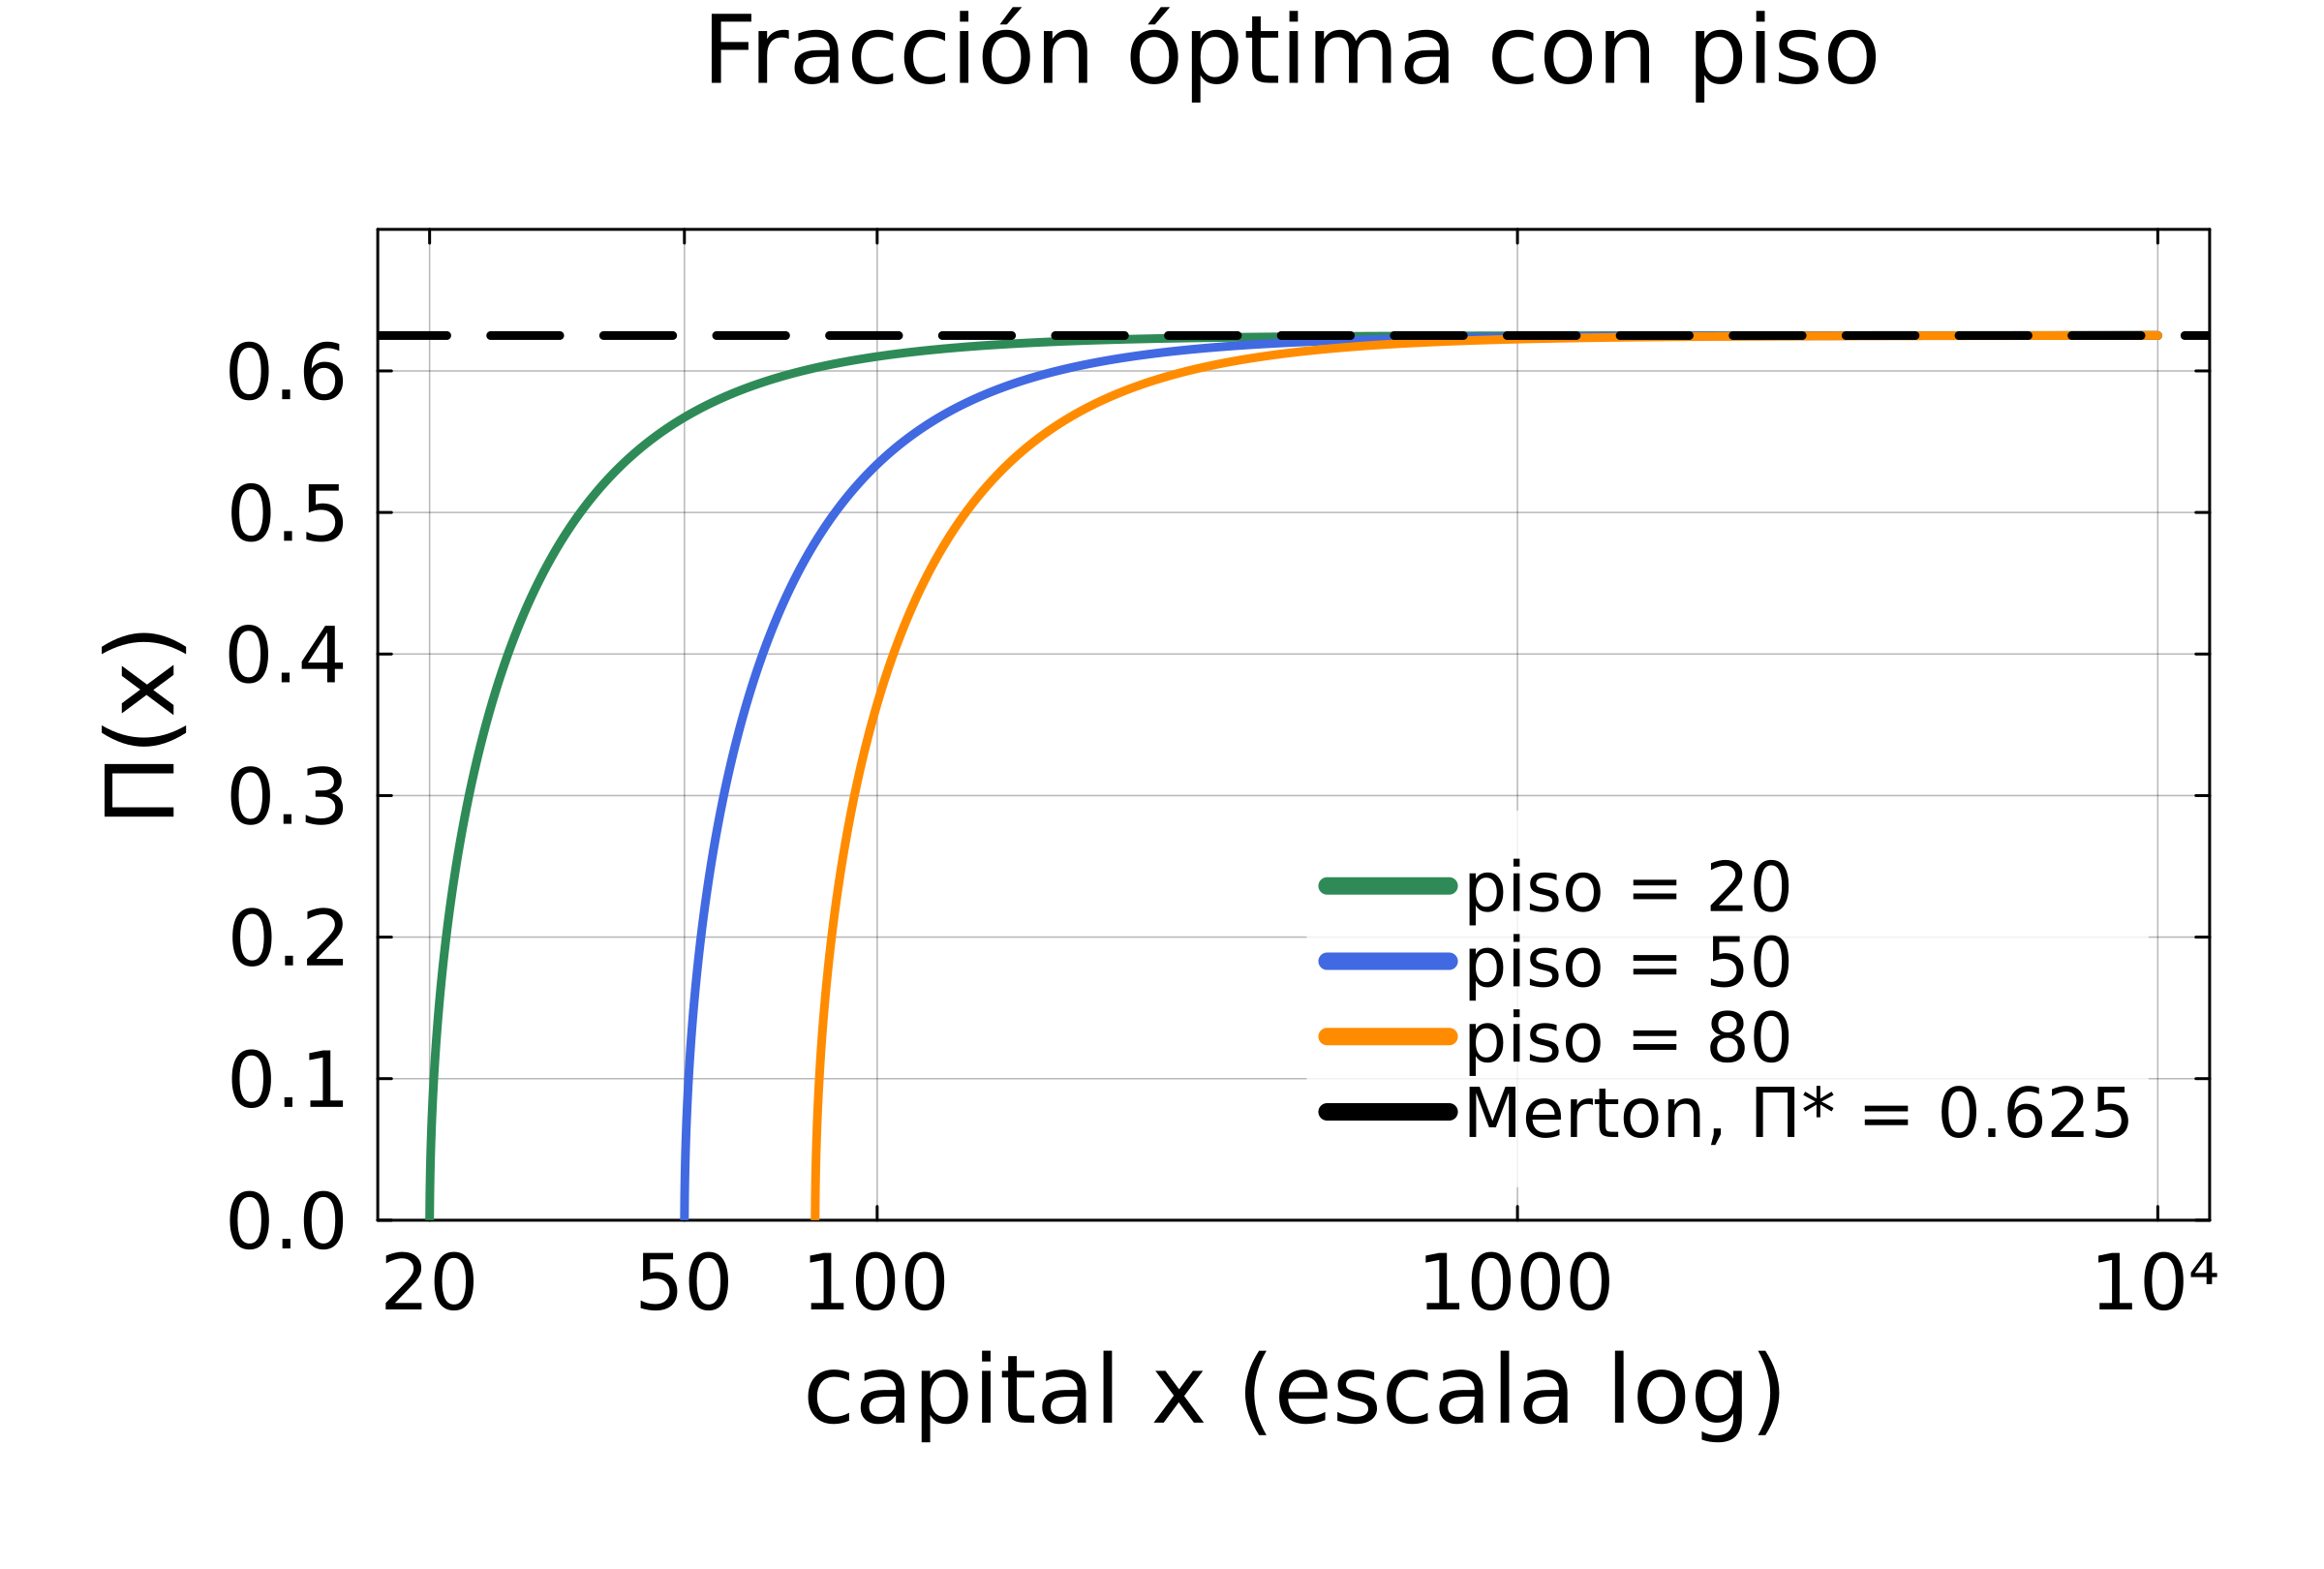 Fracción óptima con piso
Π(x)
0.6
0.5
0.4
0.3
0.2
0.1
0.0
piso = 20
piso = 50
piso = 80
Merton, Π* = 0.625
20 50 100 1000 10⁴
capital x (escala log)